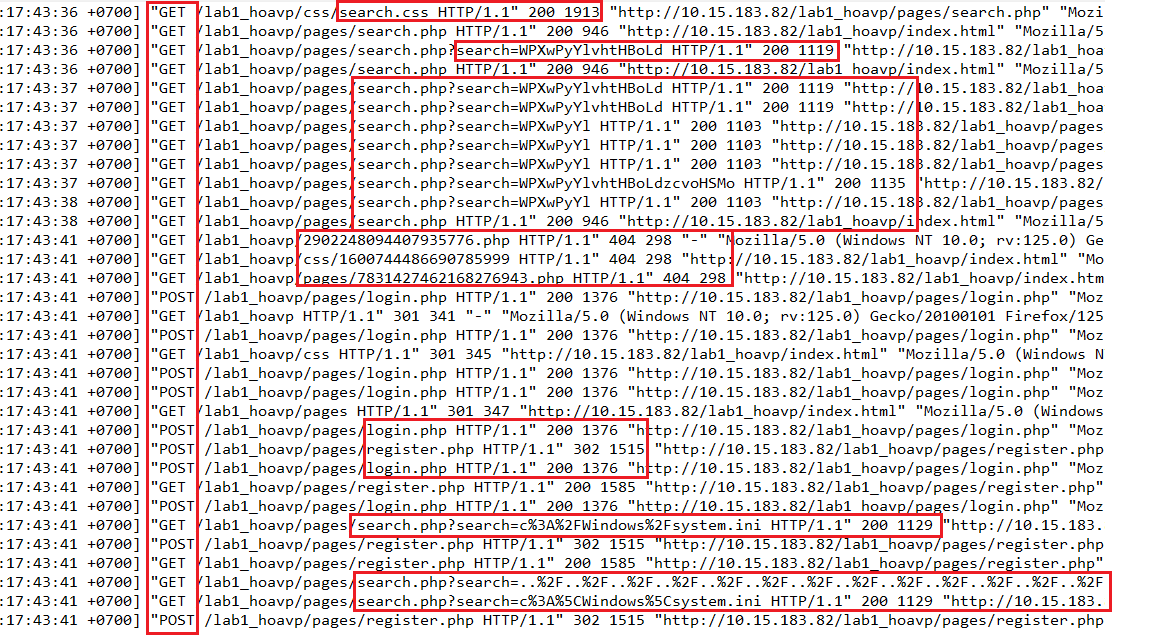 :17:43:36 +0700] "GET /lab1_hoavp/css/search.css HTTP/1.1" 200 1913 "http://10.15.183.82/lab1_hoavp/pages/search.php" "Mozi
:17:43:36 +0700] "GET /lab1_hoavp/pages/search.php HTTP/1.1" 200 946 "http://10.15.183.82/lab1_hoavp/index.html" "Mozilla/5
:17:43:36 +0700] "GET /lab1_hoavp/pages/search.php?search=WPXwPyYlvhtHBoLd HTTP/1.1" 200 1119 "http://10.15.183.82/lab1_hoa
:17:43:36 +0700] "GET /lab1_hoavp/pages/search.php HTTP/1.1" 200 946 "http://10.15.183.82/lab1_hoavp/index.html" "Mozilla/5
:17:43:37 +0700] "GET /lab1_hoavp/pages/search.php?search=WPXwPyYlvhtHBoLd HTTP/1.1" 200 1119 "http://10.15.183.82/lab1_hoa
:17:43:37 +0700] "GET /lab1_hoavp/pages/search.php?search=WPXwPyYlvhtHBoLd HTTP/1.1" 200 1119 "http://10.15.183.82/lab1_hoa
:17:43:37 +0700] "GET /lab1_hoavp/pages/search.php?search=WPXwPyYl HTTP/1.1" 200 1103 "http://10.15.183.82/lab1_hoavp/pages
:17:43:37 +0700] "GET /lab1_hoavp/pages/search.php?search=WPXwPyYl HTTP/1.1" 200 1103 "http://10.15.183.82/lab1_hoavp/pages
:17:43:37 +0700] "GET /lab1_hoavp/pages/search.php?search=WPXwPyYl HTTP/1.1" 200 1103 "http://10.15.183.82/lab1_hoavp/pages
:17:43:37 +0700] "GET /lab1_hoavp/pages/search.php?search=WPXwPyYlvhtHBoLdzcvoHSMo HTTP/1.1" 200 1135 "http://10.15.183.82/
:17:43:38 +0700] "GET /lab1_hoavp/pages/search.php?search=WPXwPyYl HTTP/1.1" 200 1103 "http://10.15.183.82/lab1_hoavp/pages
:17:43:38 +0700] "GET /lab1_hoavp/pages/search.php HTTP/1.1" 200 946 "http://10.15.183.82/lab1_hoavp/index.html" "Mozilla/5
:17:43:41 +0700] "GET /lab1_hoavp/2902248094407935776.php HTTP/1.1" 404 298 "-" "Mozilla/5.0 (Windows NT 10.0; rv:125.0) Ge
:17:43:41 +0700] "GET /lab1_hoavp/css/1600744486690785999 HTTP/1.1" 404 298 "http://10.15.183.82/lab1_hoavp/index.html" "Mo
:17:43:41 +0700] "GET /lab1_hoavp/pages/7831427462168276943.php HTTP/1.1" 404 298 "http://10.15.183.82/lab1_hoavp/index.htm
:17:43:41 +0700] "POST /lab1_hoavp/pages/login.php HTTP/1.1" 200 1376 "http://10.15.183.82/lab1_hoavp/pages/login.php" "Moz
:17:43:41 +0700] "GET /lab1_hoavp HTTP/1.1" 301 341 "-" "Mozilla/5.0 (Windows NT 10.0; rv:125.0) Gecko/20100101 Firefox/125
:17:43:41 +0700] "POST /lab1_hoavp/pages/login.php HTTP/1.1" 200 1376 "http://10.15.183.82/lab1_hoavp/pages/login.php" "Moz
:17:43:41 +0700] "GET /lab1_hoavp/css HTTP/1.1" 301 345 "http://10.15.183.82/lab1_hoavp/index.html" "Mozilla/5.0 (Windows N
:17:43:41 +0700] "POST /lab1_hoavp/pages/login.php HTTP/1.1" 200 1376 "http://10.15.183.82/lab1_hoavp/pages/login.php" "Moz
:17:43:41 +0700] "POST /lab1_hoavp/pages/login.php HTTP/1.1" 200 1376 "http://10.15.183.82/lab1_hoavp/pages/login.php" "Moz
:17:43:41 +0700] "GET /lab1_hoavp/pages HTTP/1.1" 301 347 "http://10.15.183.82/lab1_hoavp/index.html" "Mozilla/5.0 (Windows
:17:43:41 +0700] "POST /lab1_hoavp/pages/login.php HTTP/1.1" 200 1376 "http://10.15.183.82/lab1_hoavp/pages/login.php" "Moz
:17:43:41 +0700] "POST /lab1_hoavp/pages/register.php HTTP/1.1" 302 1515 "http://10.15.183.82/lab1_hoavp/pages/register.php
:17:43:41 +0700] "POST /lab1_hoavp/pages/login.php HTTP/1.1" 200 1376 "http://10.15.183.82/lab1_hoavp/pages/login.php" "Moz
:17:43:41 +0700] "GET /lab1_hoavp/pages/register.php HTTP/1.1" 200 1585 "http://10.15.183.82/lab1_hoavp/pages/register.php"
:17:43:41 +0700] "POST /lab1_hoavp/pages/login.php HTTP/1.1" 200 1376 "http://10.15.183.82/lab1_hoavp/pages/login.php" "Moz
:17:43:41 +0700] "GET /lab1_hoavp/pages/search.php?search=c%3A%2FWindows%2Fsystem.ini HTTP/1.1" 200 1129 "http://10.15.183.
:17:43:41 +0700] "POST /lab1_hoavp/pages/register.php HTTP/1.1" 302 1515 "http://10.15.183.82/lab1_hoavp/pages/register.php
:17:43:41 +0700] "GET /lab1_hoavp/pages/register.php HTTP/1.1" 200 1585 "http://10.15.183.82/lab1_hoavp/pages/register.php"
:17:43:41 +0700] "GET /lab1_hoavp/pages/search.php?search=..%2F..%2F..%2F..%2F..%2F..%2F..%2F..%2F..%2F..%2F..%2F..%2F
:17:43:41 +0700] "GET /lab1_hoavp/pages/search.php?search=c%3A%5CWindows%5Csystem.ini HTTP/1.1" 200 1129 "http://10.15.183.
:17:43:41 +0700] "POST /lab1_hoavp/pages/register.php HTTP/1.1" 302 1515 "http://10.15.183.82/lab1_hoavp/pages/register.php